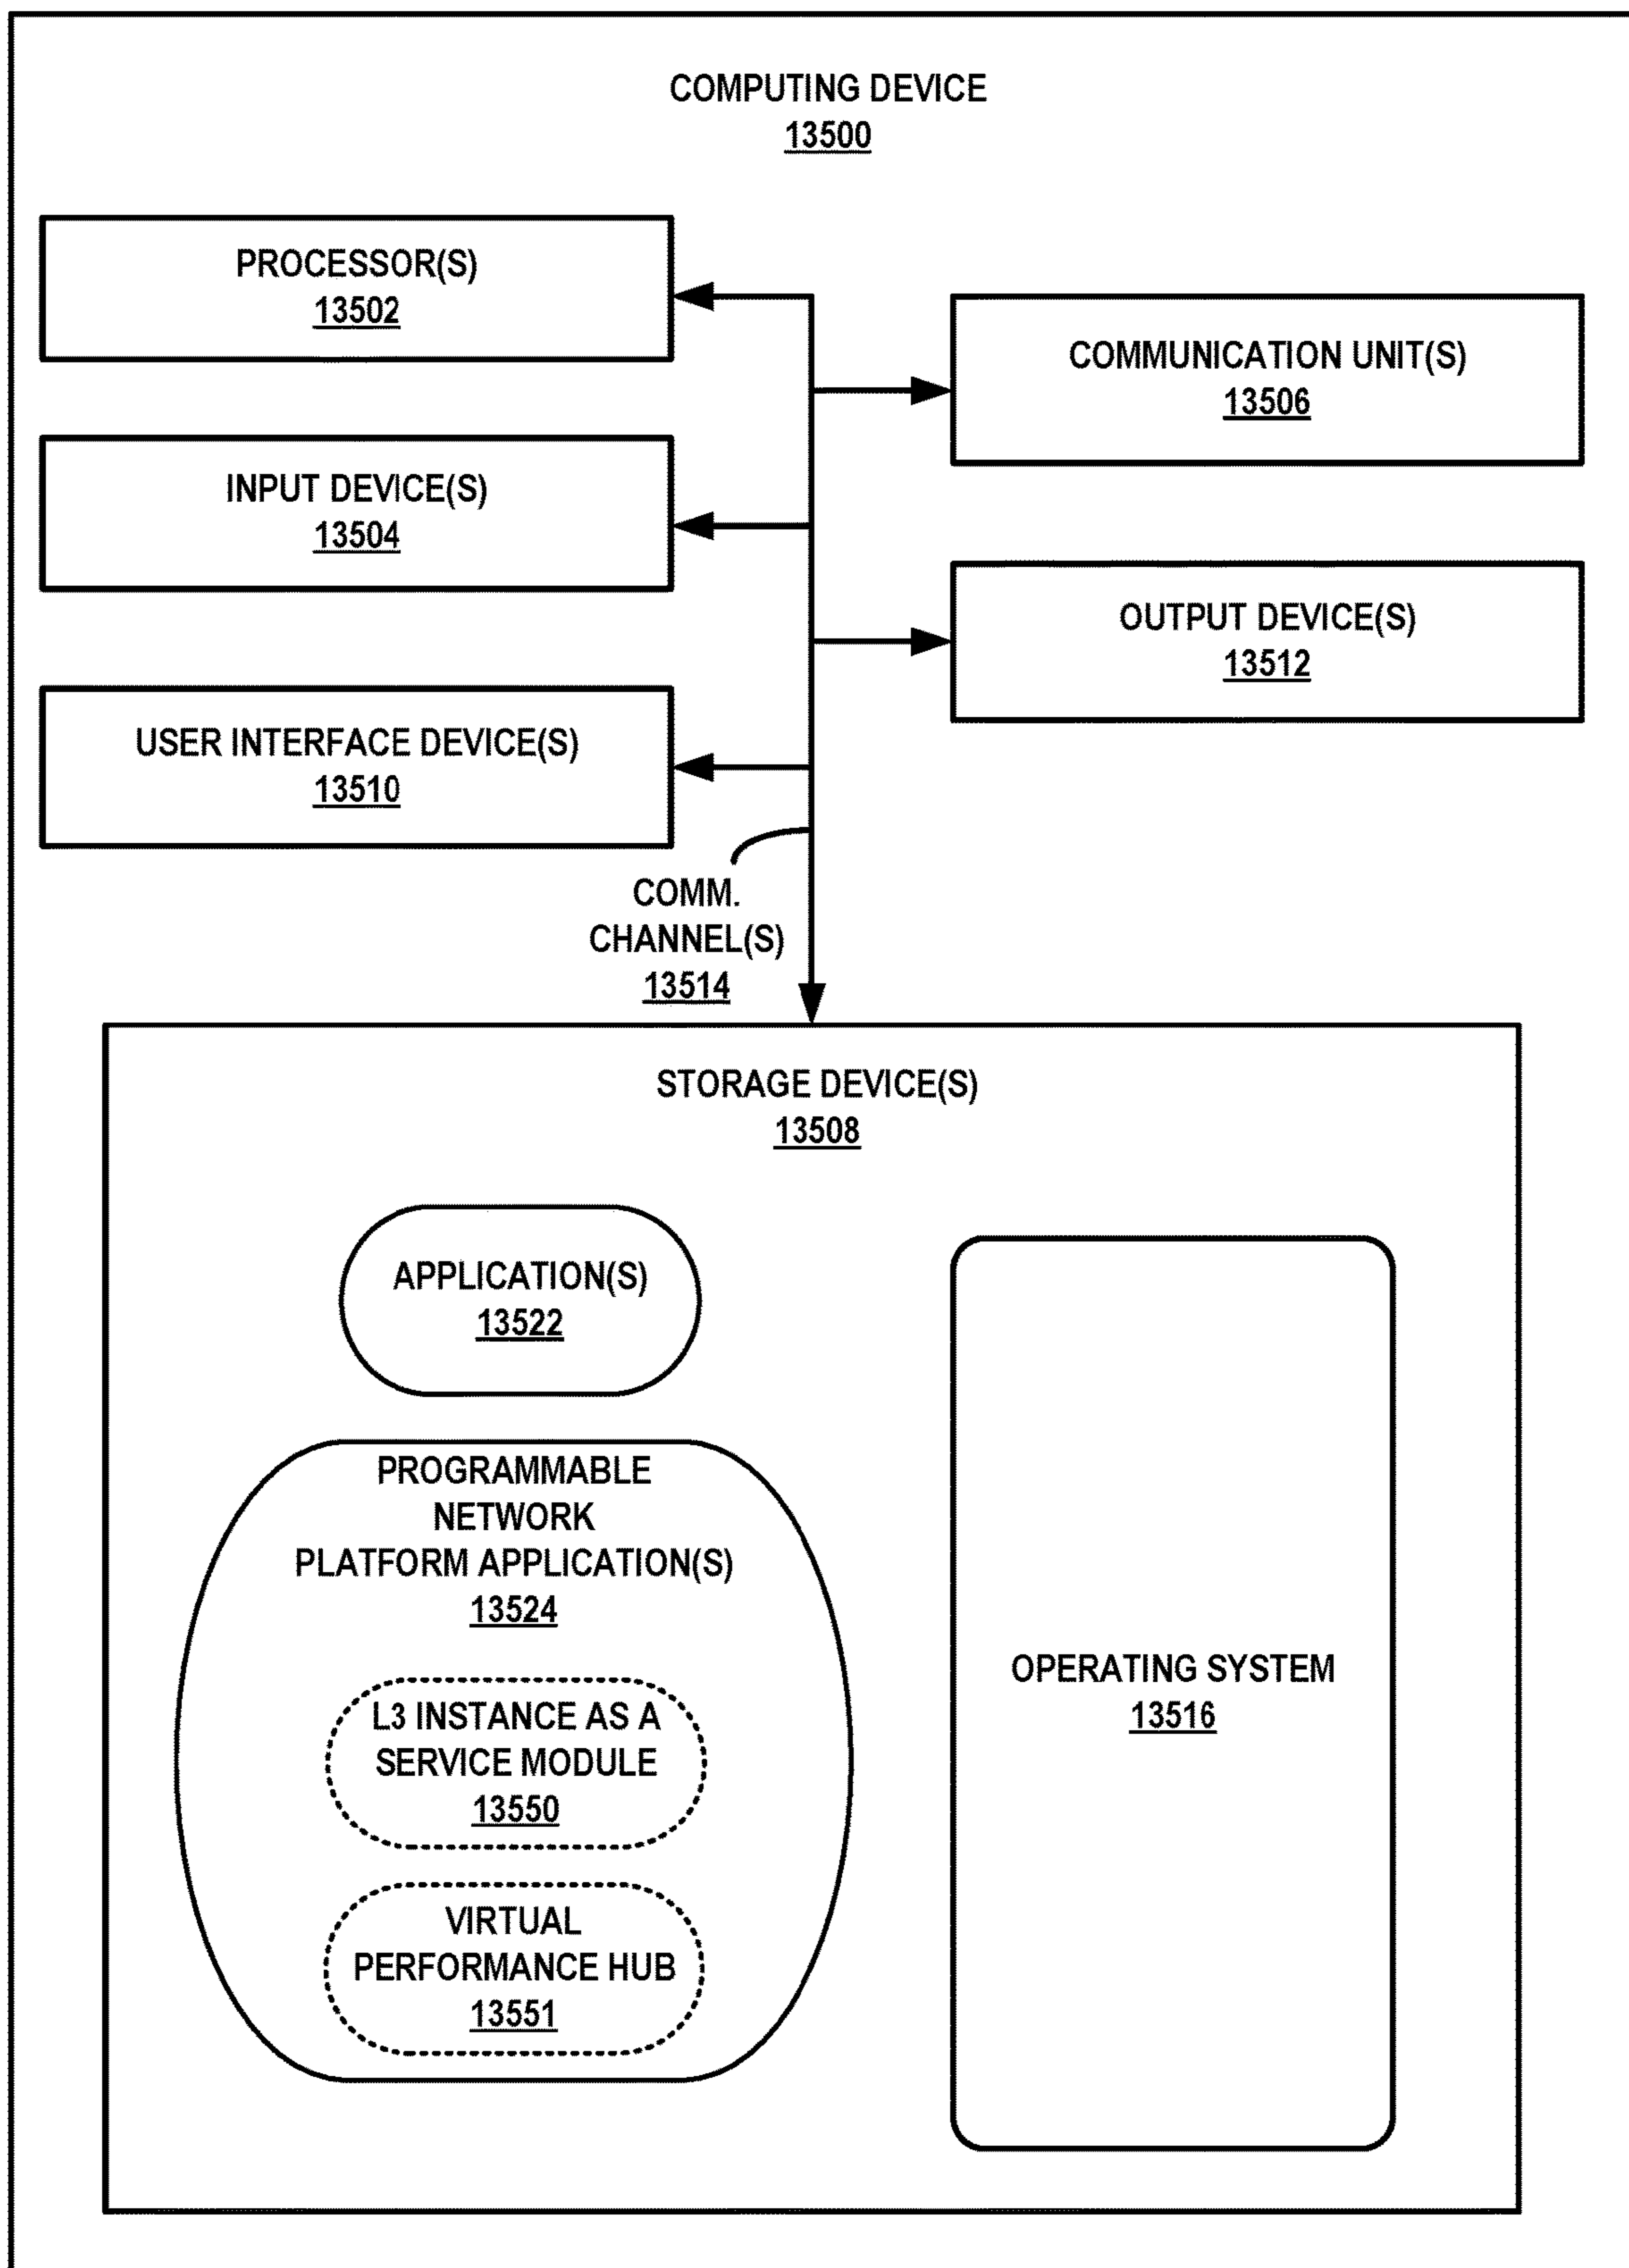 COMPUTING DEVICE
13500
PROCESSOR(S)
13502
COMMUNICATION UNIT(S)
13506
INPUT DEVICE(S)
13504
OUTPUT DEVICE(S)
13512
USER INTERFACE DEVICE(S)
13510
COMM.
CHANNEL(S)
13514
STORAGE DEVICE(S)
13508
APPLICATION(S)
13522
PROGRAMMABLE
NETWORK
PLATFORM APPLICATION(S)
13524
L3 INSTANCE AS A
SERVICE MODULE
13550
VIRTUAL
PERFORMANCE HUB
13551
OPERATING SYSTEM
13516